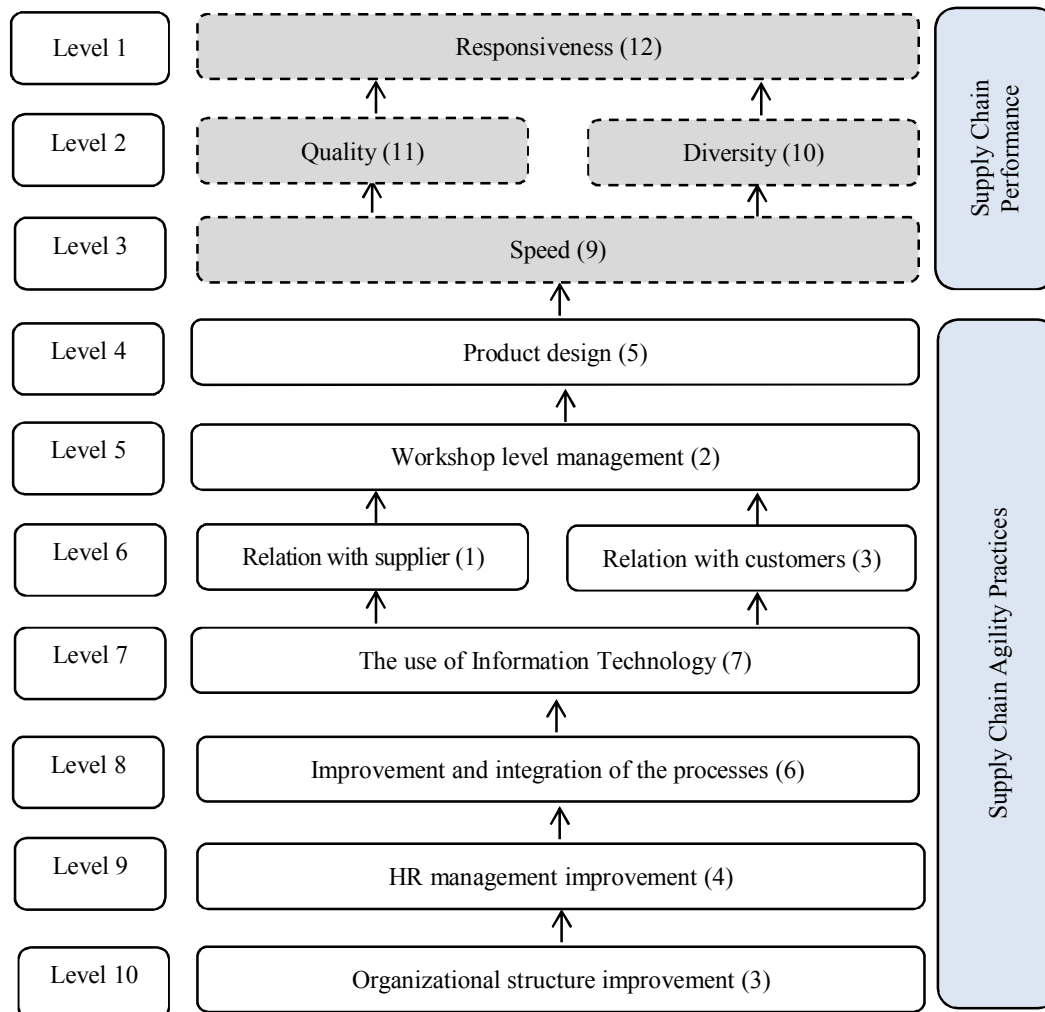 Level 1
Responsiveness (12)
Level 2
Quality (11)
Diversity (10)
Level 3
Speed (9)
Supply Chain
Performance
Level 4
Product design (5)
Level 5
Workshop level management (2)
Level 6
Relation with supplier (1)
Relation with customers (3)
Level 7
The use of Information Technology (7)
Level 8
Improvement and integration of the processes (6)
Level 9
HR management improvement (4)
Level 10
Organizational structure improvement (3)
Supply Chain Agility Practices